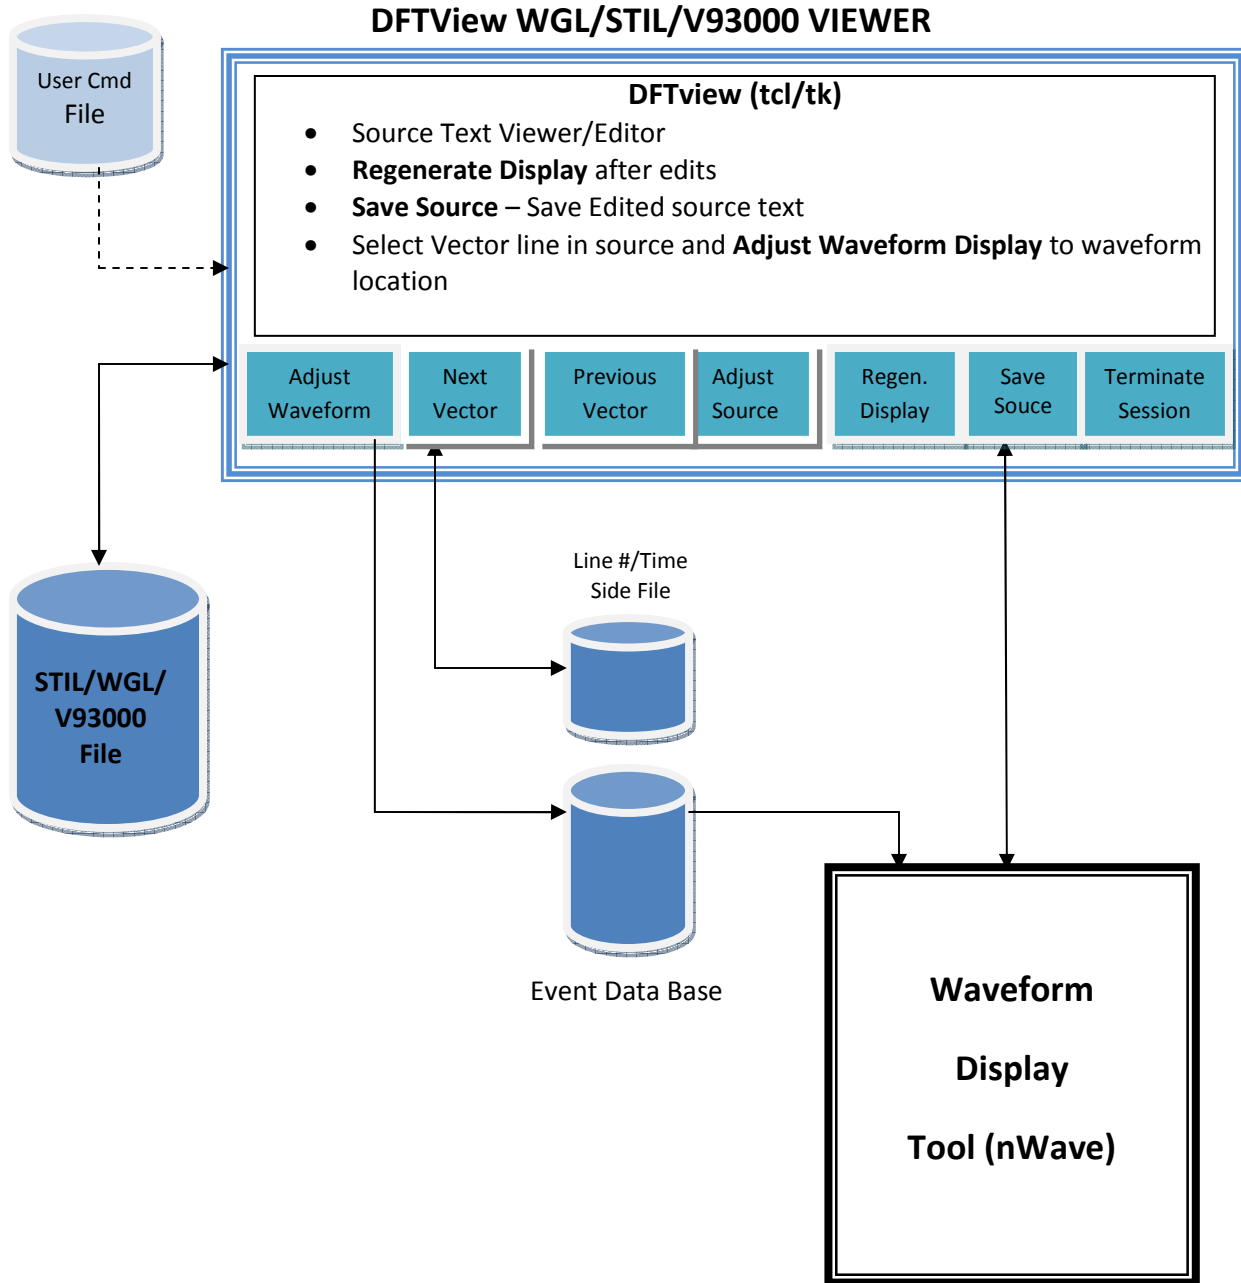 DFTView WGL/STIL/V93000 VIEWER
User Cmd
File
DFTview (tcl/tk)
• Source Text Viewer/Editor
• Regenerate Display after edits
• Save Source – Save Edited source text
• Select Vector line in source and Adjust Waveform Display to waveform
location
Adjust
Waveform
Next
Vector
Previous
Vector
Adjust
Source
Regen.
Display
Save
Souce
Terminate
Session
Line #/Time
Side File
STIL/WGL/
V93000
File
Event Data Base
Waveform
Display
Tool (nWave)